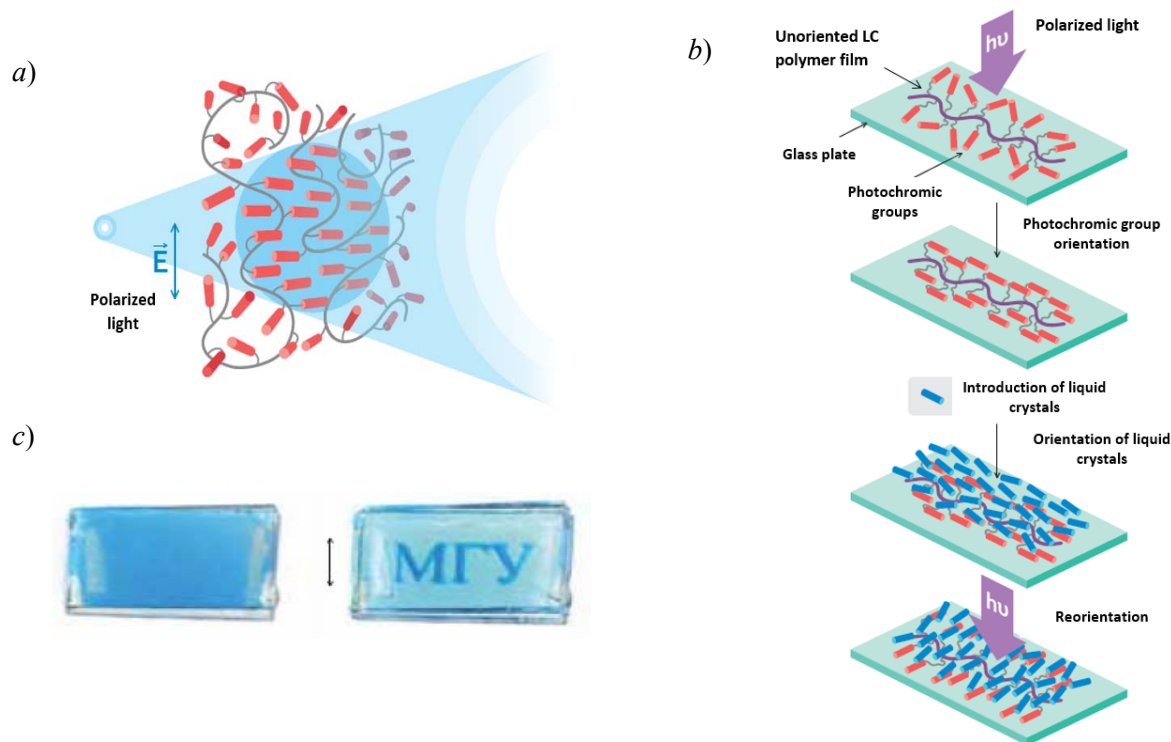 a)
E
Polarized
light
c)
МГУ
b)
Unoriented LC
polymer film
hυ
Polarized light
Glass plate
Photochromic
groups
Photochromic group
orientation
Introduction of liquid
crystals
Orientation of liquid
crystals
hυ
Reorientation